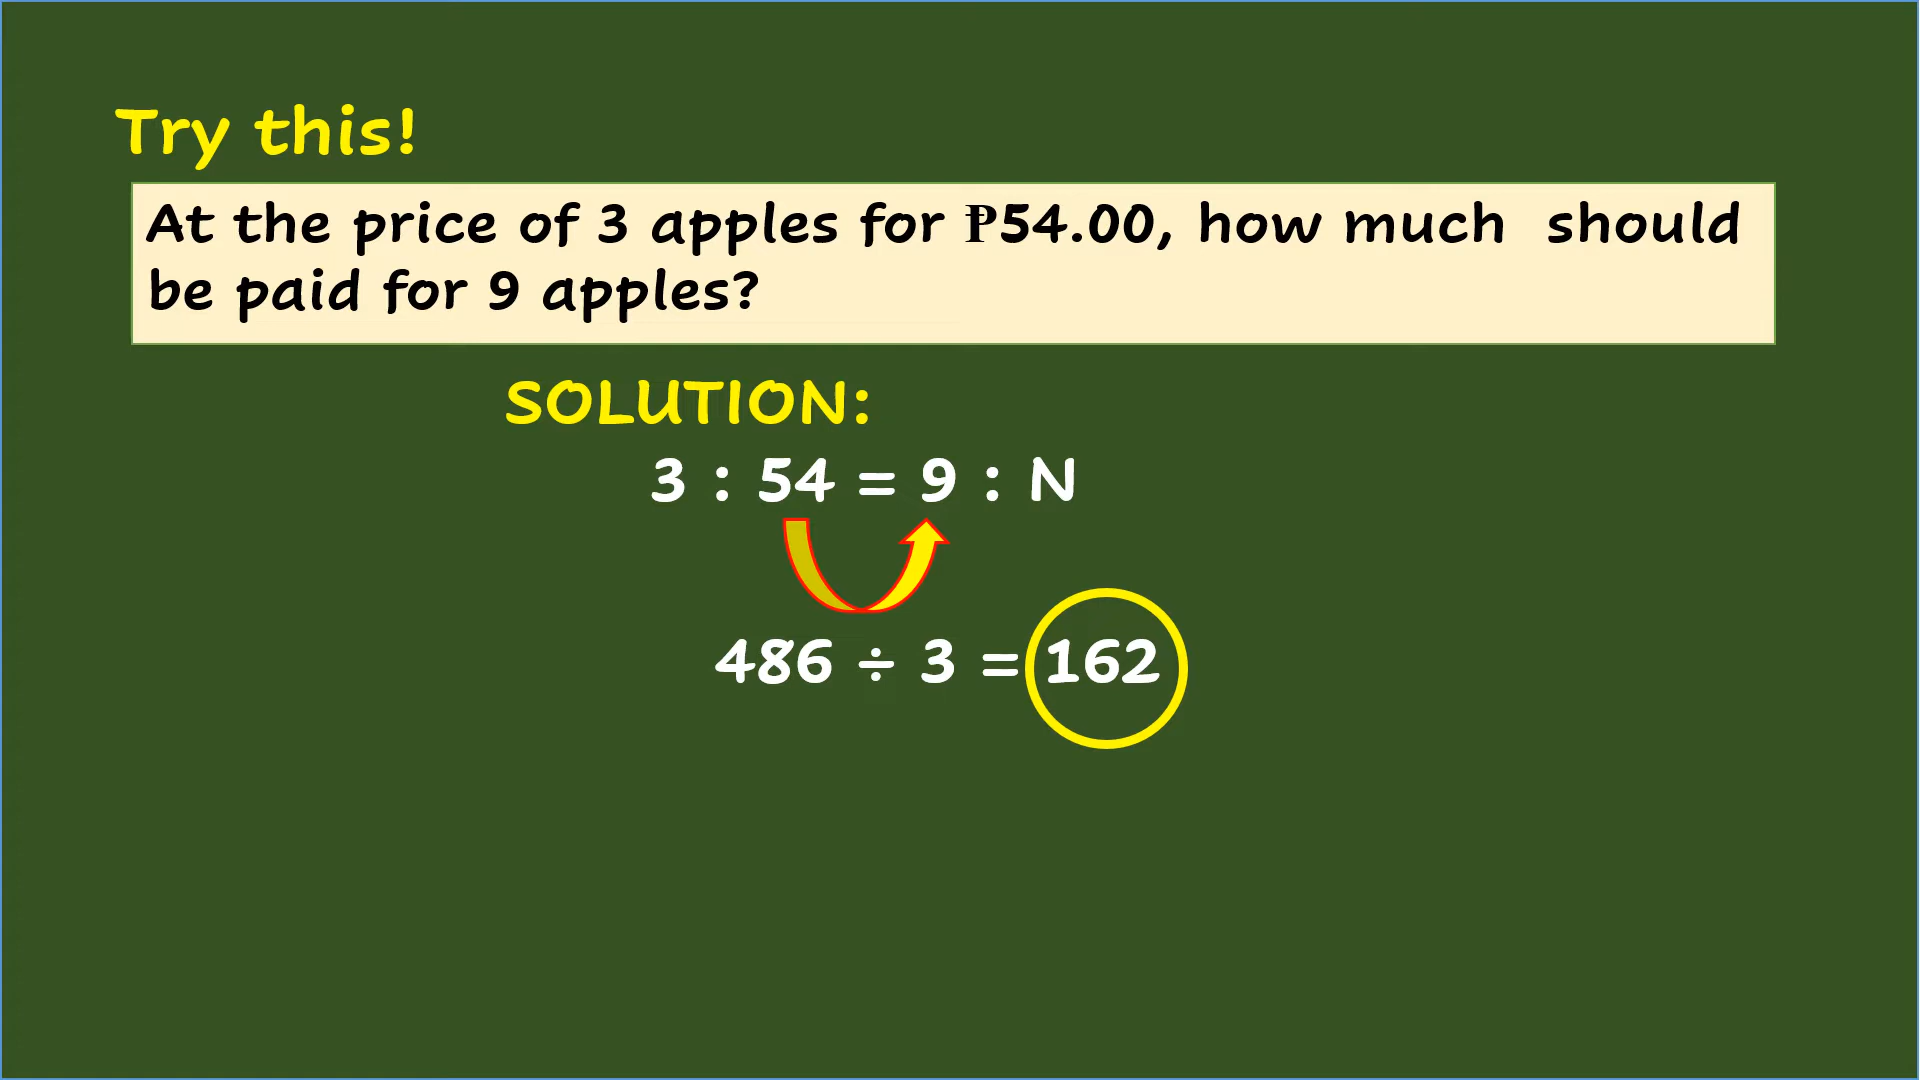 Try this!
At the price of 3 apples for ₱54.00, how much should
be paid for 9 apples?
SOLUTION:
3 : 54 = 9 : N
486 ÷ 3 = 162